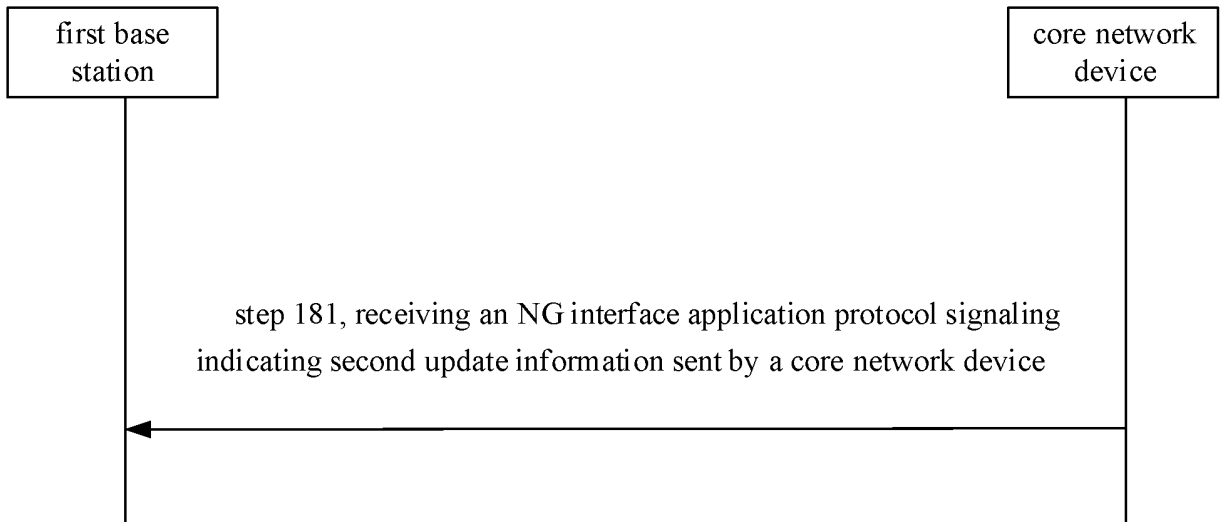 first base
station
core network
device
step 181, receiving an NG interface application protocol signaling
indicating second update information sent by a core network device